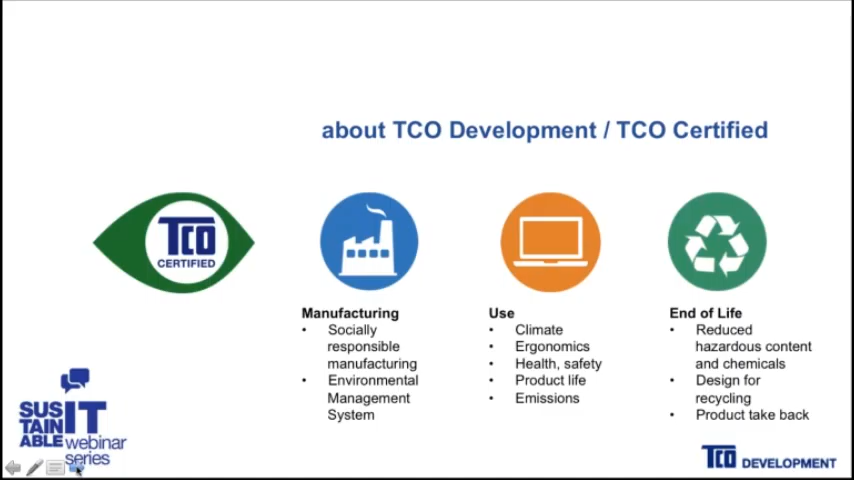 about TCO Development / TCO Certified
TCO
CERTIFIED
Manufacturing
• Socially
responsible
manufacturing
• Environmental
Management
System
Use
• Climate
• Ergonomics
• Health, safety
• Product life
• Emissions
End of Life
• Reduced
hazardous content
and chemicals
• Design for
recycling
• Product take back
SUS IT
TAIN
ABLE webinar
series
TCO DEVELOPMENT